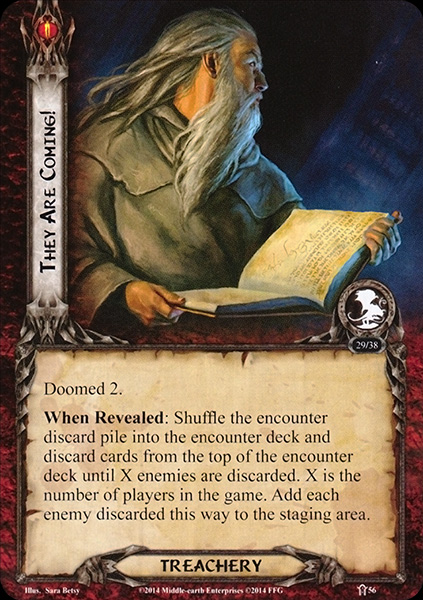 THEY ARE COMING!
29/38
Doomed 2.
When Revealed: Shuffle the encounter
discard pile into the encounter deck and
discard cards from the top of the encounter
deck until X enemies are discarded. X is the
number of players in the game. Add each
enemy discarded this way to the staging area.
TREACHERY
Illus. Sara Betsy
©2014 Middle-earth Enterprises ©2014 FFG
56